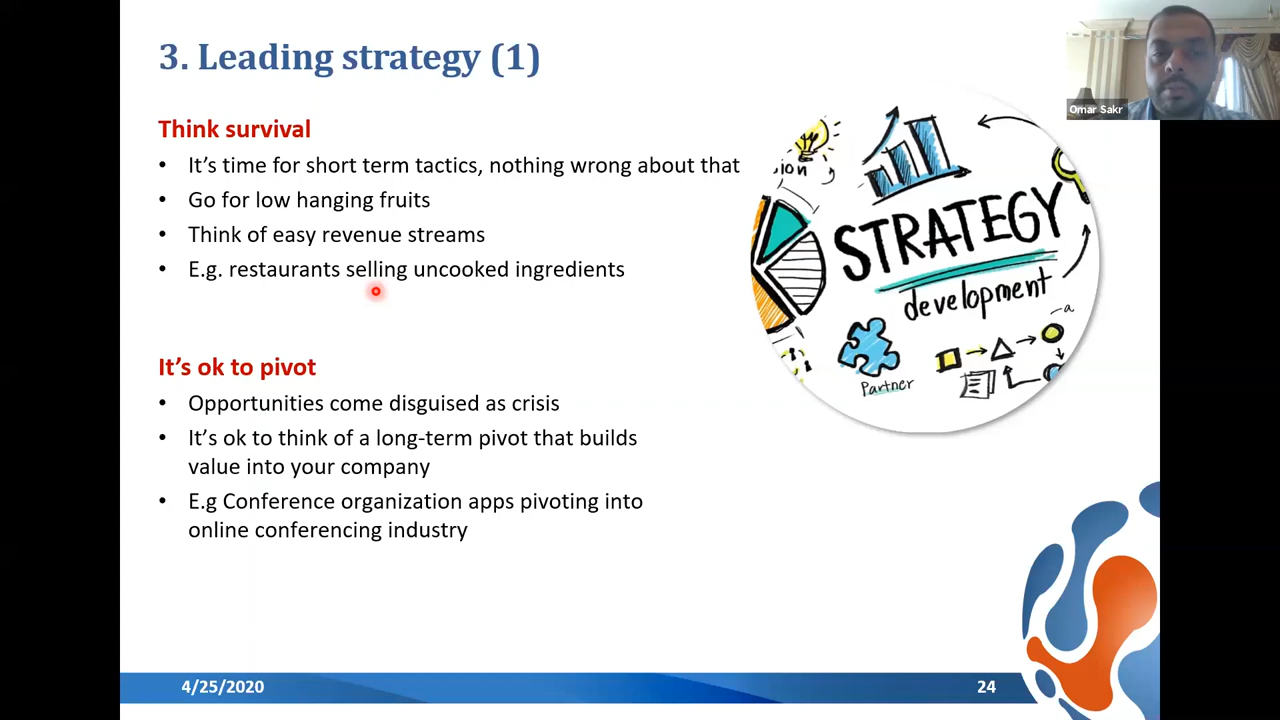 3. Leading strategy (1)
Omar Sakr
Think survival
• It's time for short term tactics, nothing wrong about that
• Go for low hanging fruits
• Think of easy revenue streams
• E.g. restaurants selling uncooked ingredients
ion
STRATEGY
development
a
Partner
It's ok to pivot
• Opportunities come disguised as crisis
• It's ok to think of a long-term pivot that builds
value into your company
• E.g Conference organization apps pivoting into
online conferencing industry
4/25/2020
24